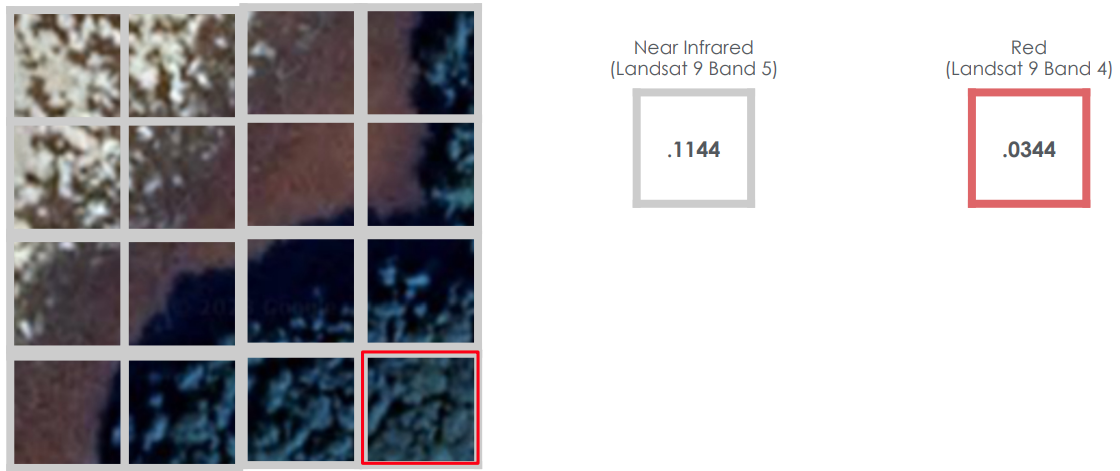 Near Infrared
(Landsat 9 Band 5)
.1144
Red
(Landsat 9 Band 4)
.0344